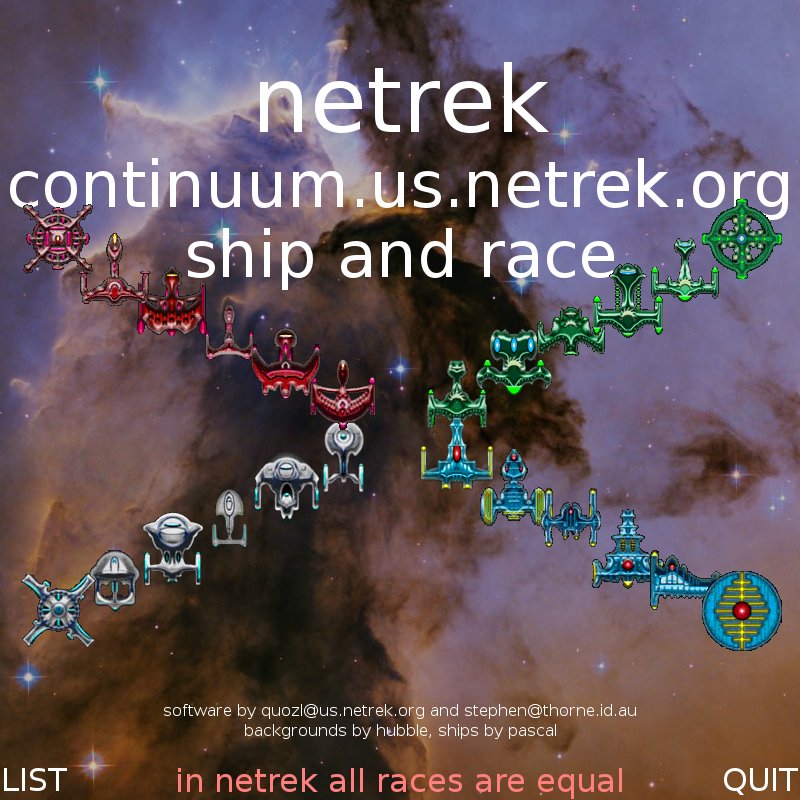 netrek
continuum.us.netrek.org
ship and race
software by quozl@us.netrek.org and stephen@thorne.id.au
backgrounds by hubble, ships by pascal
LIST
in netrek all races are equal
QUIT